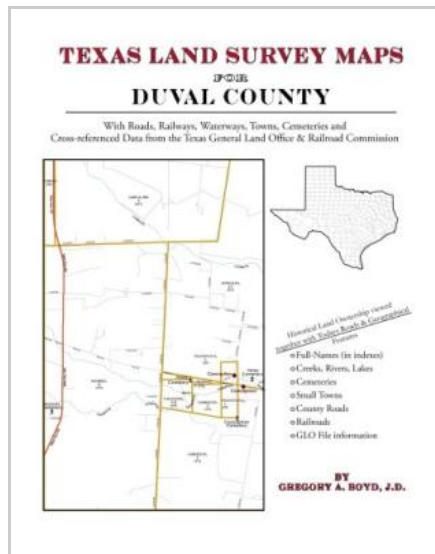 TEXAS LAND SURVEY MAPS
FOR
DUVAL COUNTY
With Roads, Railways, Waterways, Towns, Cemeteries and
Cross-referenced Data from the Texas General Land Office & Railroad Commission
Historical Land Ownership viewed
together with Todays Roads & Geographical
Features
Full-Names (in indexes)
Creeks, Rivers, Lakes
Cemeteries
Small Towns
County Roads
Railroads
GLO File information
BY
GREGORY A. BOYD, J.D.